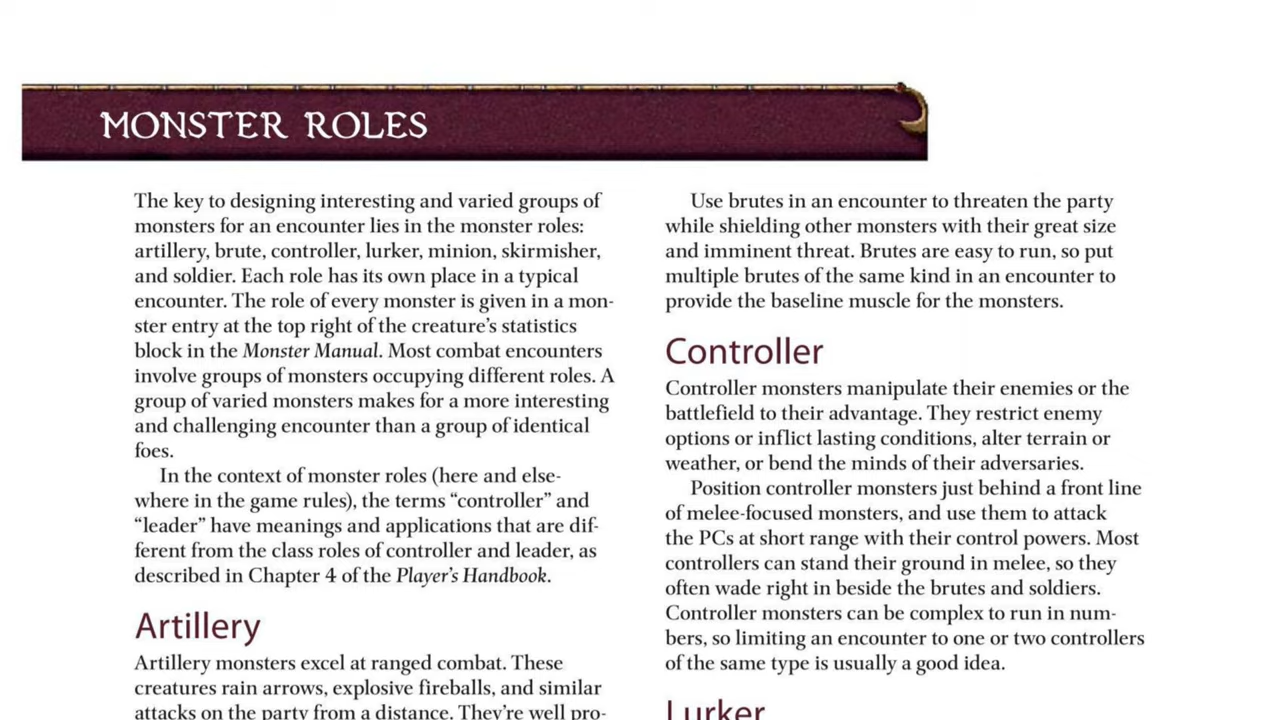 MONSTER ROLES
The key to designing interesting and varied groups of
monsters for an encounter lies in the monster roles:
artillery, brute, controller, lurker, minion, skirmisher,
and soldier. Each role has its own place in a typical
encounter. The role of every monster is given in a mon-
ster entry at the top right of the creature's statistics
block in the Monster Manual. Most combat encounters
involve groups of monsters occupying different roles. A
group of varied monsters makes for a more interesting
and challenging encounter than a group of identical
foes.
In the context of monster roles (here and else-
where in the game rules), the terms “controller” and
“leader” have meanings and applications that are dif-
ferent from the class roles of controller and leader, as
described in Chapter 4 of the Player's Handbook.
Artillery
Artillery monsters excel at ranged combat. These
creatures rain arrows, explosive fireballs, and similar
attacks on the party from a distance. They're well pro-
Use brutes in an encounter to threaten the party
while shielding other monsters with their great size
and imminent threat. Brutes are easy to run, so put
multiple brutes of the same kind in an encounter to
provide the baseline muscle for the monsters.
Controller
Controller monsters manipulate their enemies or the
battlefield to their advantage. They restrict enemy
options or inflict lasting conditions, alter terrain or
weather, or bend the minds of their adversaries.
Position controller monsters just behind a front line
of melee-focused monsters, and use them to attack
the PCs at short range with their control powers. Most
controllers can stand their ground in melee, so they
often wade right in beside the brutes and soldiers.
Controller monsters can be complex to run in num-
bers, so limiting an encounter to one or two controllers
of the same type is usually a good idea.
Lurker